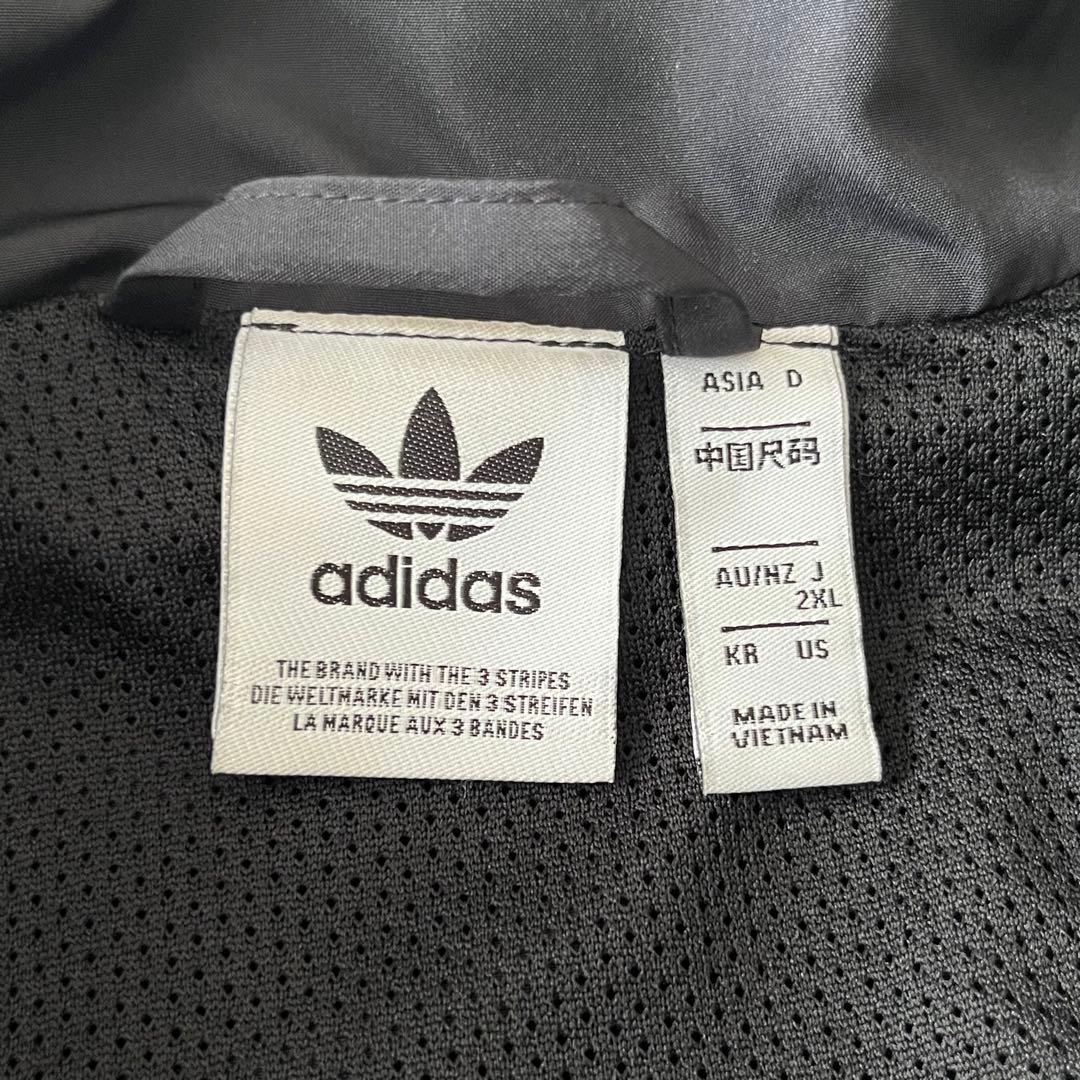 adidas
THE BRAND WITH THE 3 STRIPES
DIE WELTMARKE MIT DEN 3 STREIFEN
LA MARQUE AUX 3 BANDES
ASIA D
中国尺码
AU/NZ J
2XL
KR US
MADE IN
VIETNAM